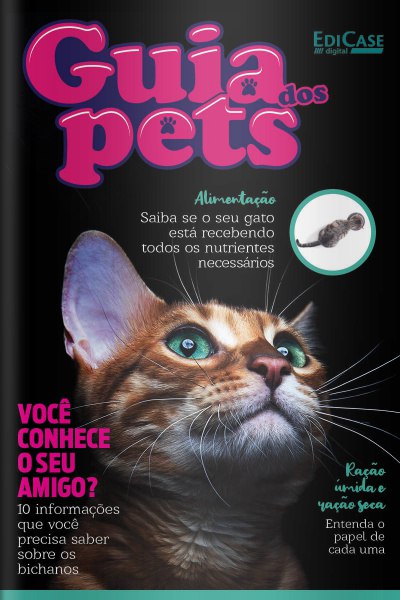 EDICASE
digital
Guia
dos
pets
Alimentação
Saiba se o seu gato
está recebendo
todos os nutrientes
necessários
VOCÊ
CONHECE
O SEU
AMIGO?
10 informações
que você
precisa saber
sobre os
bichanos
Ração
úmida e
ração seca
Entenda o
papel de
cada uma